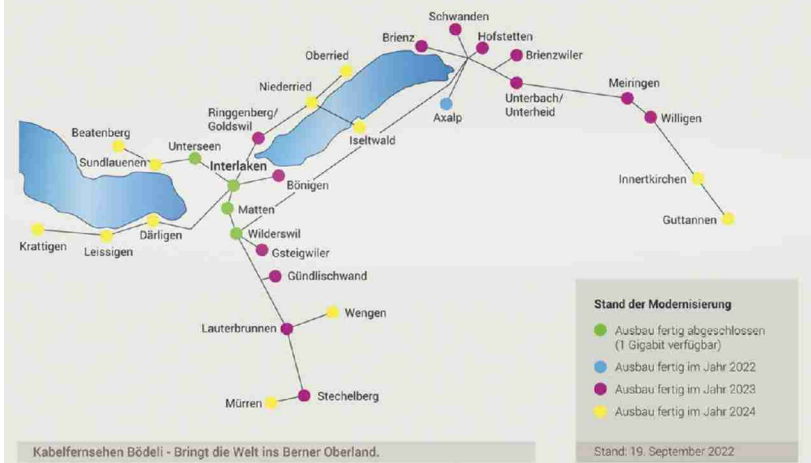 Schwanden
Brienz
Hofstetten
Oberried
Brienzwiler
Niederried
Meiringen
Ringgenberg/
Goldswil
Axalp
Unterbach/
Unterheid
Willigen
Beatenberg
Unterseen
Iseltwald
Sundlauenen
Interlaken
Bönigen
Innertkirchen
Matten
Guttannen
Krattigen
Leissigen
Därligen
Wilderswil
Gsteigwiler
Gündlischwand
Lauterbrunnen
Wengen
Mürren
Stechelberg
Stand der Modernisierung
Ausbau fertig abgeschlossen
(1 Gigabit verfügbar)
Ausbau fertig im Jahr 2022
Ausbau fertig im Jahr 2023
Ausbau fertig im Jahr 2024
Kabelfernsehen Bödeli - Bringt die Welt ins Berner Oberland.
Stand: 19. September 2022